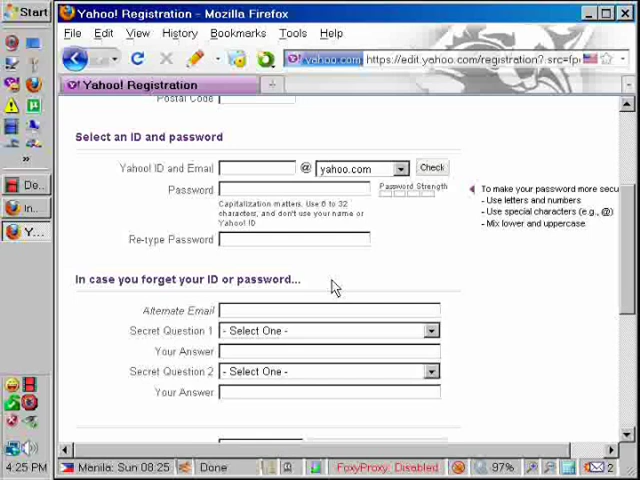 Start
Yahoo! Registration - Mozilla Firefox
File Edit View History Bookmarks Tools Help
yahoo.com https://edit.yahoo.com/registration?.src=fp
Yahoo! Registration
Postal Code
Select an ID and password
Yahoo! ID and Email @ yahoo.com Check
Password Password Strength
Capitalization matters. Use 6 to 32
characters, and don't use your name or
Yahoo! ID
To make your password more secu
- Use letters and numbers
- Use special characters (e.g., @)
- Mix lower and uppercase
Re-type Password
In case you forget your ID or password...
Alternate Email
Secret Question 1 - Select One -
Your Answer
Secret Question 2 - Select One -
Your Answer
De...
In...
Y...
4:25 PM
Manila: Sun 08:25 Done FoxyProxy: Disabled 97% 2